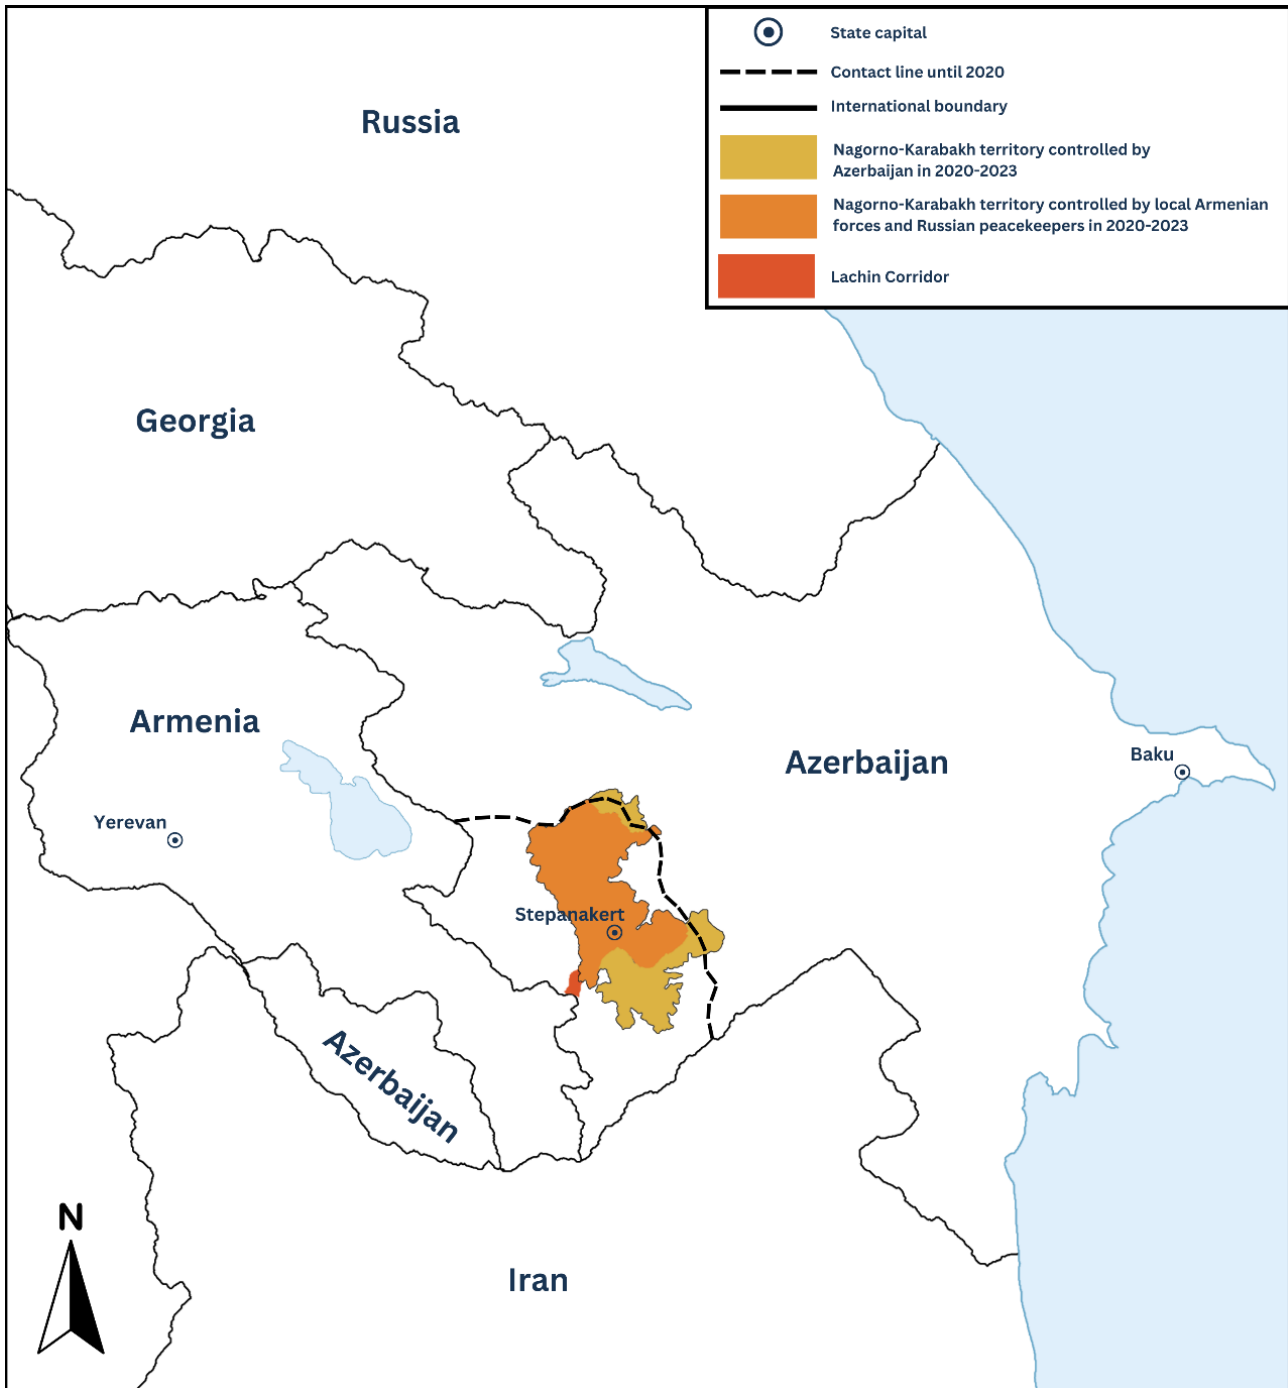 State capital
Contact line until 2020
International boundary
Nagorno-Karabakh territory controlled by
Azerbaijan in 2020-2023
Nagorno-Karabakh territory controlled by local Armenian
forces and Russian peacekeepers in 2020-2023
Lachin Corridor
Russia
Georgia
Armenia
Azerbaijan
Baku
Yerevan
Stepanakert
Azerbaijan
N
Iran